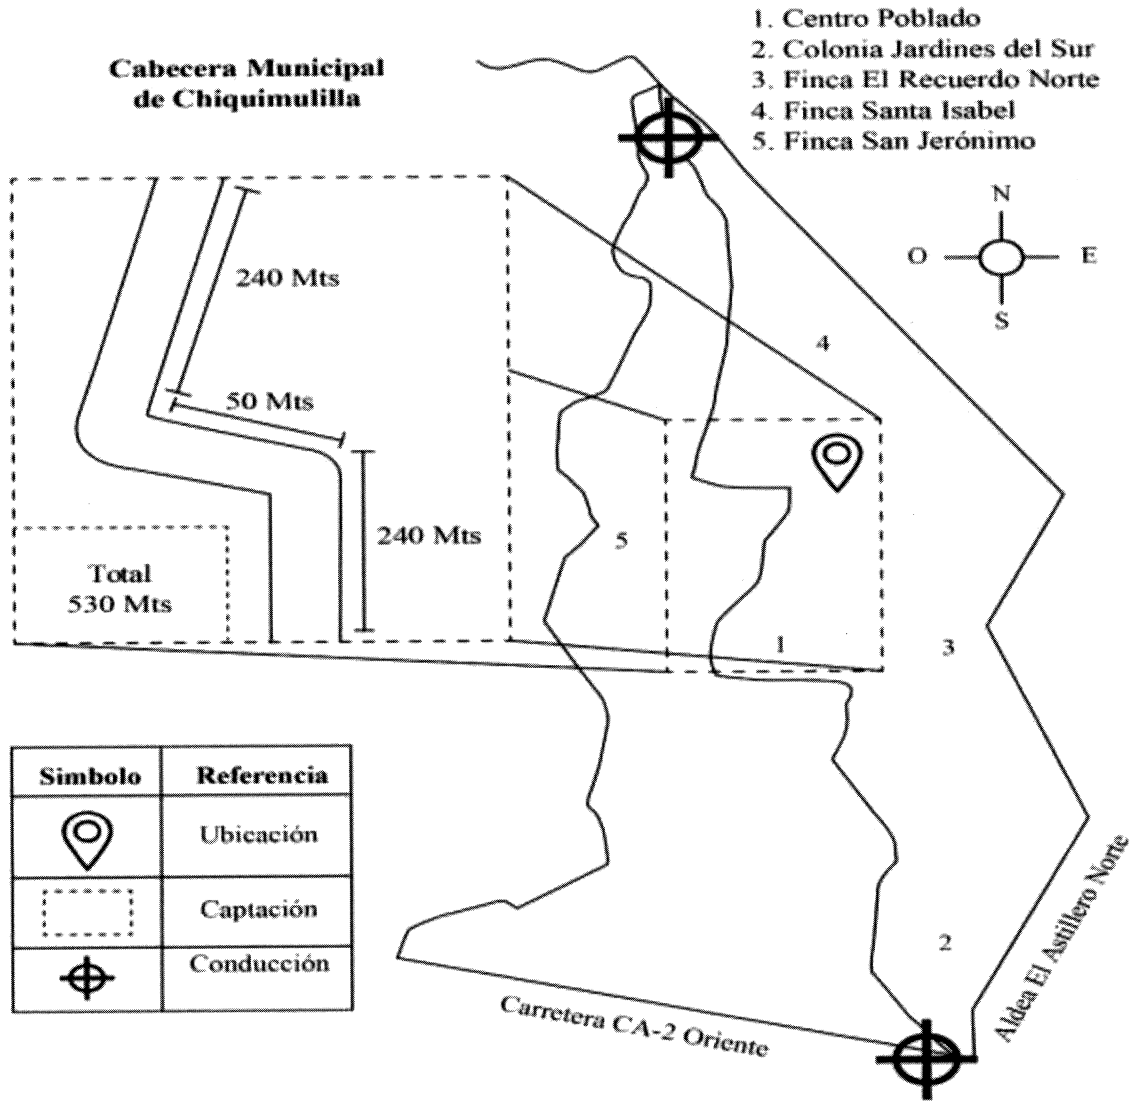 1. Centro Poblado
2. Colonia Jardines del Sur
3. Finca El Recuerdo Norte
4. Finca Santa Isabel
5. Finca San Jerónimo
Cabecera Municipal
de Chiquimulilla
N
O
E
S
240 Mts
50 Mts
240 Mts
Total
530 Mts
4
5
1
3
2
Simbolo Referencia
Ubicación
Captación
Conducción
Carretera CA-2 Oriente
Aldea El Astillero Norte